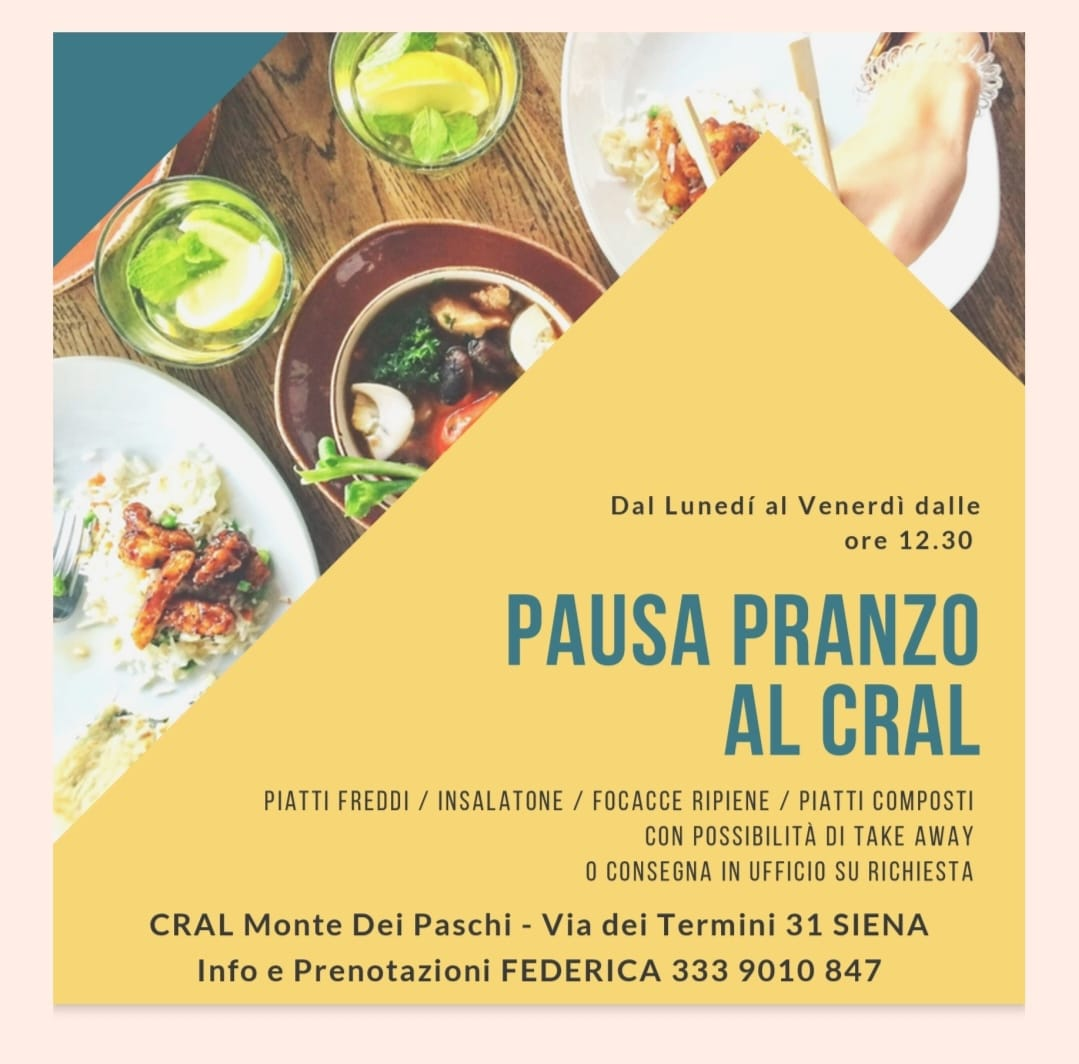 Dal Lunedí al Venerdì dalle
ore 12.30
PAUSA PRANZO
AL CRAL
PIATTI FREDDI / INSALATONE / FOCACCE RIPIENE / PIATTI COMPOSTI
CON POSSIBILITÀ DI TAKE AWAY
O CONSEGNA IN UFFICIO SU RICHIESTA
CRAL Monte Dei Paschi - Via dei Termini 31 SIENA
Info e Prenotazioni FEDERICA 333 9010 847